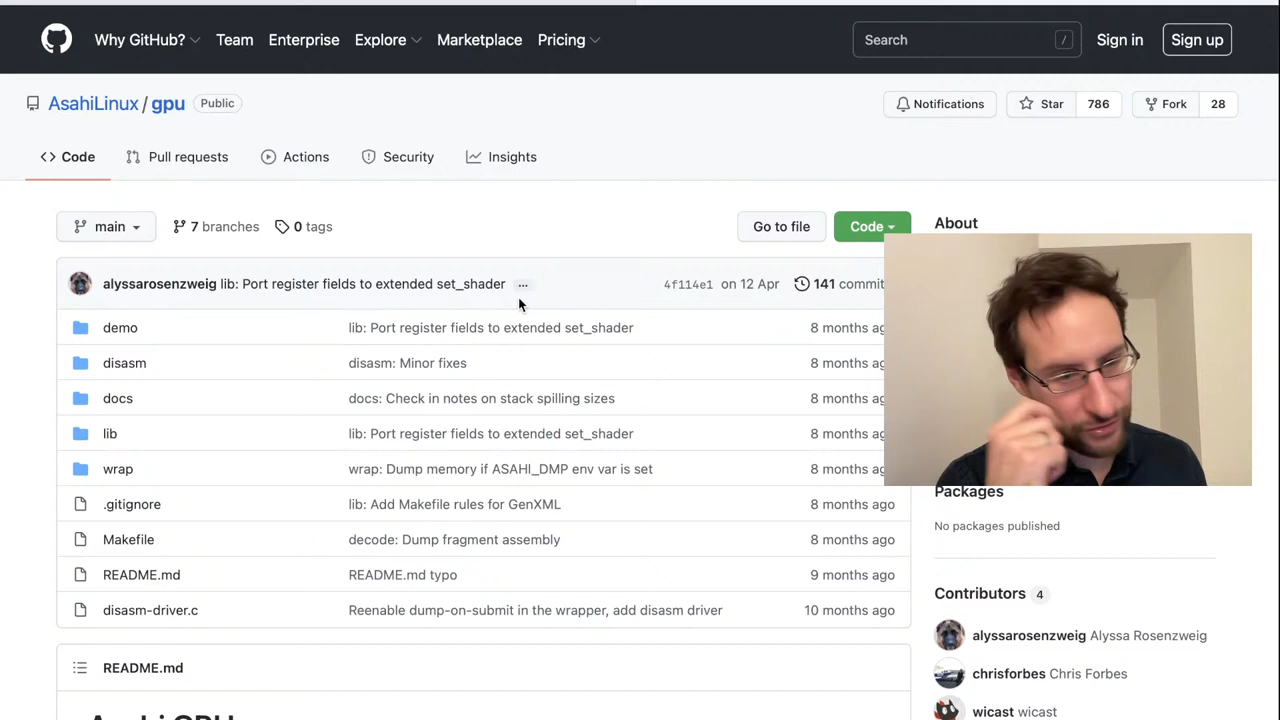 Why GitHub? Team Enterprise Explore Marketplace Pricing Search / Sign in Sign up
AsahiLinux / gpu Public Notifications Star 786 Fork 28
Code Pull requests Actions Security Insights
main 7 branches 0 tags Go to file Code About
alyssarosenzweig lib: Port register fields to extended set_shader ... 4f114e1 on 12 Apr 141
demo lib: Port register fields to extended set_shader 8 months
disasm disasm: Minor fixes 8 months
docs docs: Check in notes on stack spilling sizes 8 months
lib lib: Port register fields to extended set_shader 8 months
wrap wrap: Dump memory if ASAHI_DMP env var is set 8 months
Packages
.gitignore lib: Add Makefile rules for GenXML 8 months ago
No packages published
Makefile decode: Dump fragment assembly 8 months ago
README.md README.md typo 9 months ago
Contributors 4
disasm-driver.c Reenable dump-on-submit in the wrapper, add disasm driver 10 months ago
alyssarosenzweig Alyssa Rosenzweig
README.md
chrisforbes Chris Forbes
wicast wicast